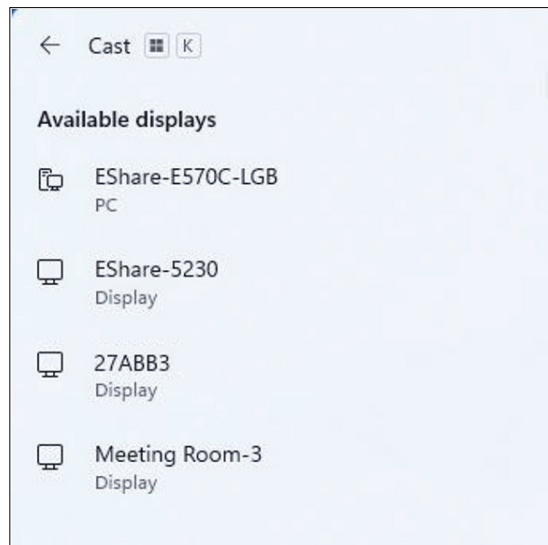 Cast K
Available displays
EShare-E570C-LGB
PC
EShare-5230
Display
27ABB3
Display
Meeting Room-3
Display